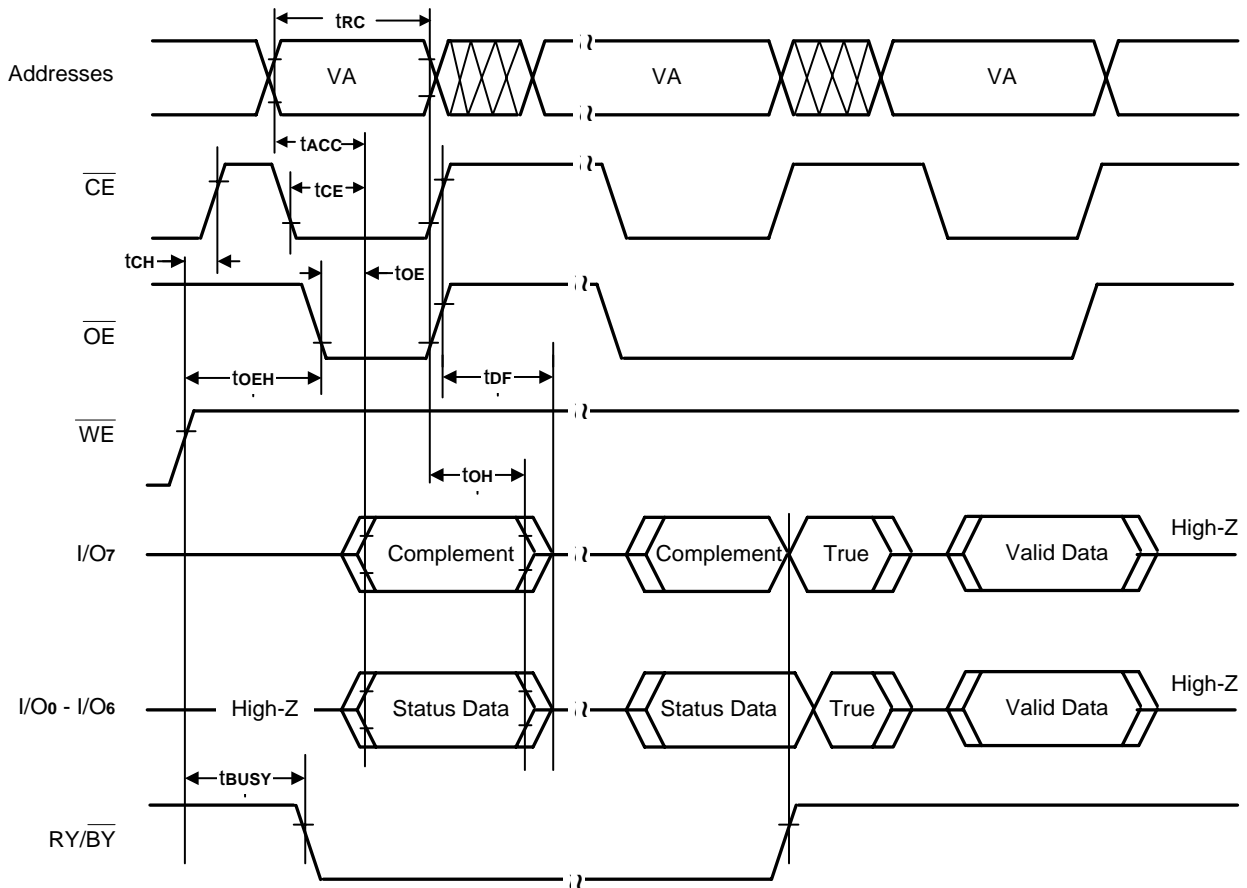 tRC
Addresses VA VA VA
tACC
CE tCE
tCH tOE
OE
tOEH tDF
WE
tOH
High-Z
I/O7 Complement Complement True Valid Data
High-Z
I/O0 - I/O6 High-Z Status Data Status Data True Valid Data
tBUSY
RY/BY